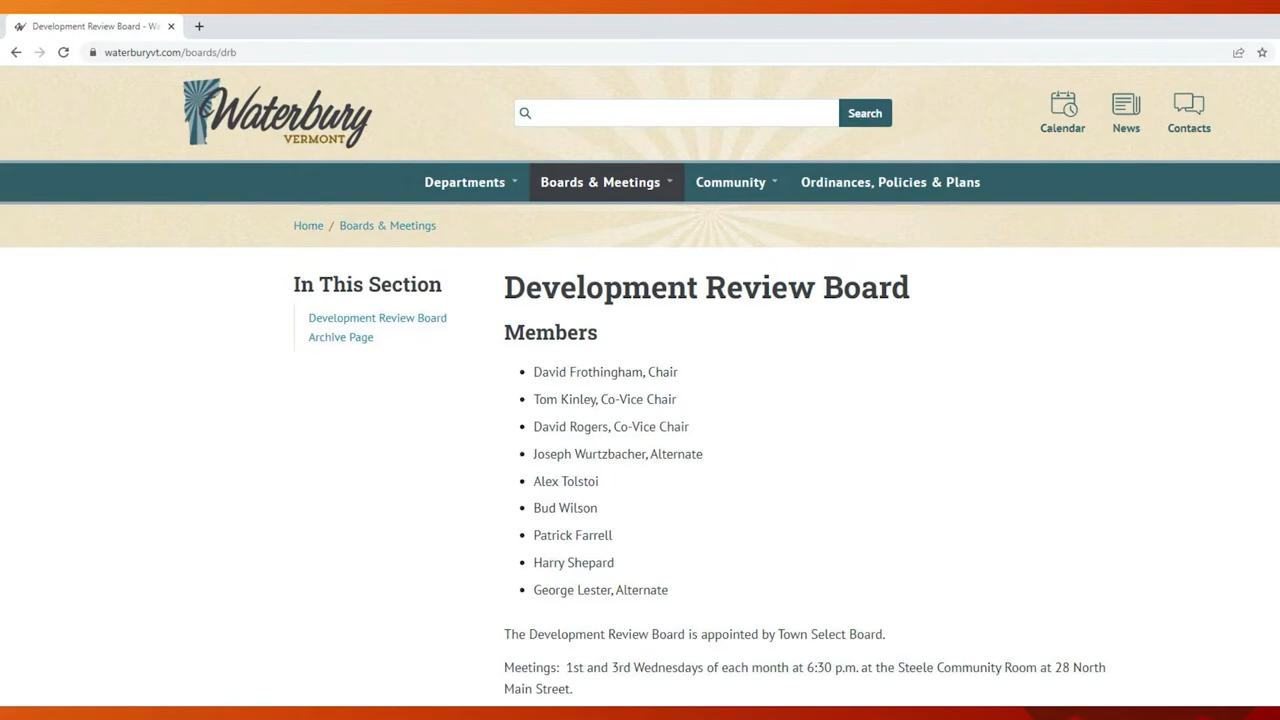 Development Review Board - Wa
waterburyvt.com/boards/drb
Waterbury
VERMONT
Search
Calendar
News
Contacts
Departments
Boards & Meetings
Community
Ordinances, Policies & Plans
Home / Boards & Meetings
In This Section
Development Review Board
Archive Page
Development Review Board
Members
• David Frothingham, Chair
• Tom Kinley, Co-Vice Chair
• David Rogers, Co-Vice Chair
• Joseph Wurtzbacher, Alternate
• Alex Tolstoi
• Bud Wilson
• Patrick Farrell
• Harry Shepard
• George Lester, Alternate
The Development Review Board is appointed by Town Select Board.
Meetings: 1st and 3rd Wednesdays of each month at 6:30 p.m. at the Steele Community Room at 28 North
Main Street.